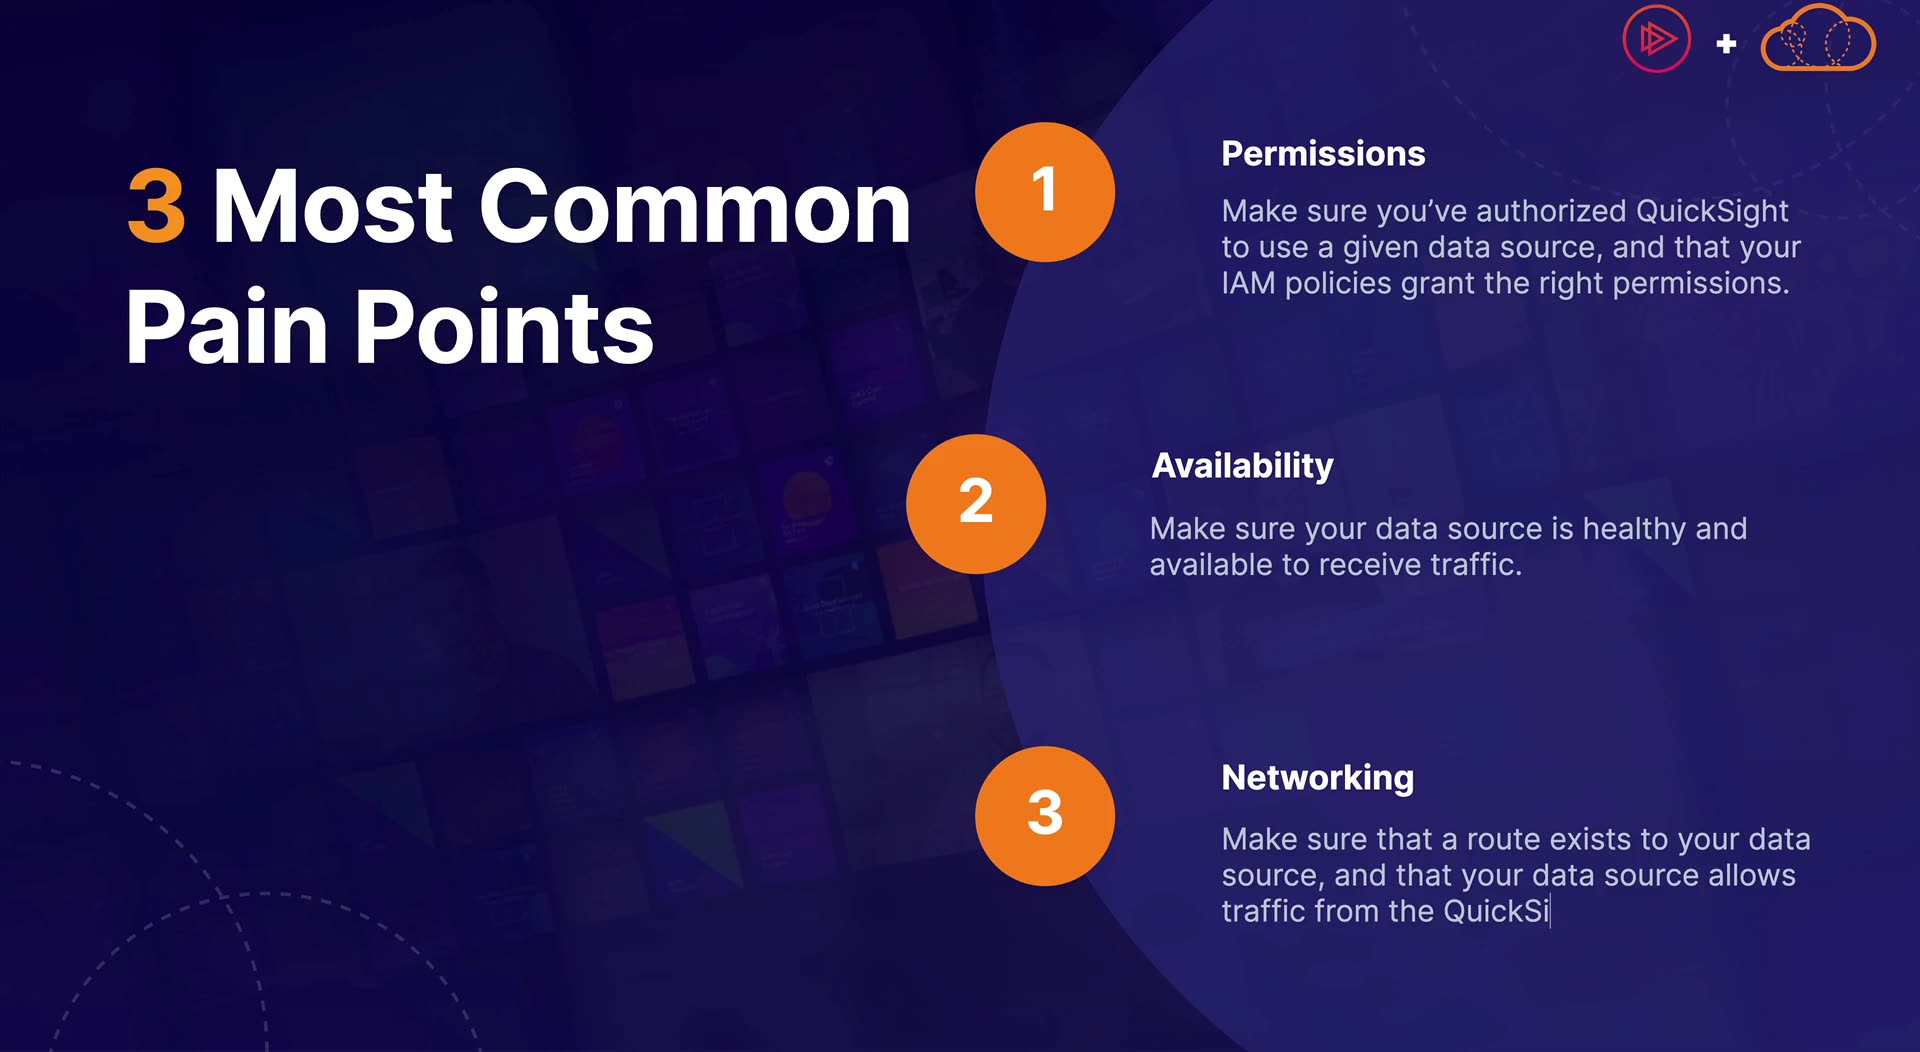 3 Most Common
Pain Points
1
Permissions
Make sure you’ve authorized QuickSight
to use a given data source, and that your
IAM policies grant the right permissions.
2
Availability
Make sure your data source is healthy and
available to receive traffic.
3
Networking
Make sure that a route exists to your data
source, and that your data source allows
traffic from the QuickSi